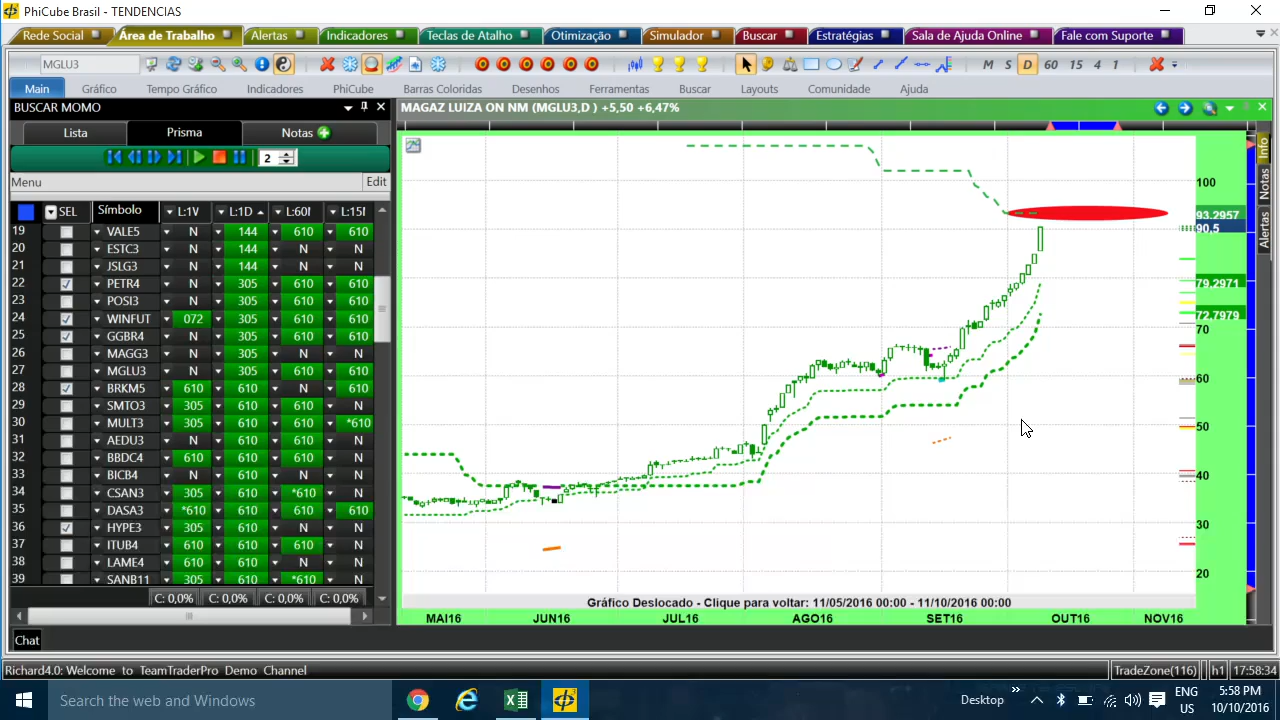 PhiCube Brasil - TENDENCIAS
Rede Social Área de Trabalho Alertas Indicadores Teclas de Atalho Otimização Simulador Buscar Estratégias Sala de Ajuda Online Fale com Suporte
MGLU3 M S D 60 15 4 1
Main Gráfico Tempo Gráfico Indicadores PhiCube Barras Coloridas Desenhos Ferramentas Buscar Layouts Comunidade Ajuda
BUSCAR MOMO
Lista Prisma Notas
2
Menu Edit
SEL Símbolo L:1V L:1D L:60I L:15I
19 VALE5 N 144 610 610
20 ESTC3 N 144 N N
21 JSLG3 N 144 N N
22 PETR4 N 305 610 610
23 POSI3 N 305 610 610
24 WINFUT 072 305 610 610
25 GGBR4 N 305 610 610
26 MAGG3 N 305 N N
27 MGLU3 N 305 N 610
28 BRKM5 610 610 N 610
29 SMTO3 305 610 610 N
30 MULT3 305 610 610 *610
31 AEDU3 N 610 N N
32 BBDC4 610 610 610 N
33 BICB4 N 610 N N
34 CSAN3 305 610 *610 N
35 DASA3 *610 610 610 610
36 HYPE3 305 610 N N
37 ITUB4 610 610 610 N
38 LAME4 610 610 N N
39 SANB11 305 610 *610 N
C: 0,0% C: 0,0% C: 0,0% C: 0,0%
Chat
MAGAZ LUIZA ON NM (MGLU3,D ) +5,50 +6,47%
Info
Notas
Alertas
100
93.2957
90.5
79.2971
72.7979
70
60
50
40
30
20
Gráfico Deslocado - Clique para voltar: 11/05/2016 00:00 - 11/10/2016 00:00
MAI16 JUN16 JUL16 AGO16 SET16 OUT16 NOV16
Richard4.0: Welcome to TeamTraderPro Demo Channel TradeZone(116) h1 17:58:34
Search the web and Windows Desktop » ENG 5:58 PM
US 10/10/2016